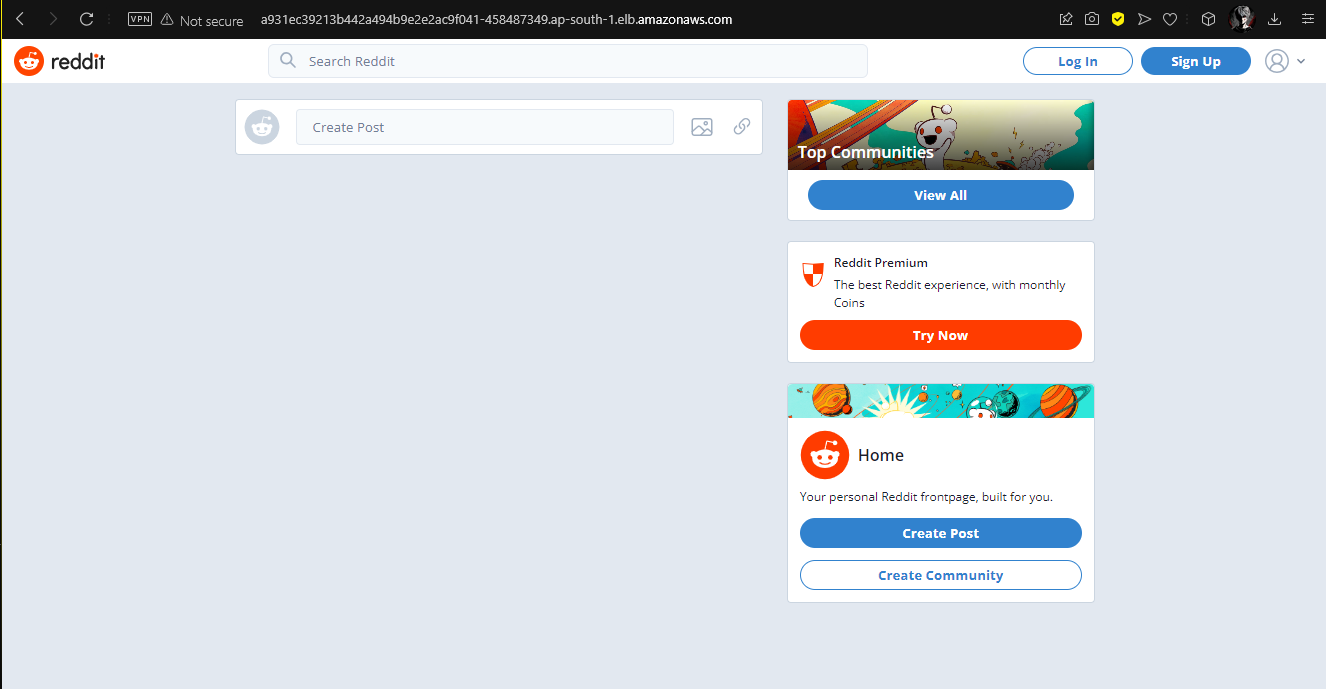 VPN
Not secure
a931ec39213b442a494b9e2e2ac9f041-458487349.ap-south-1.elb.amazonaws.com
reddit
Search Reddit
Log In
Sign Up
Create Post
Top Communities
View All
Reddit Premium
The best Reddit experience, with monthly
Coins
Try Now
Home
Your personal Reddit frontpage, built for you.
Create Post
Create Community